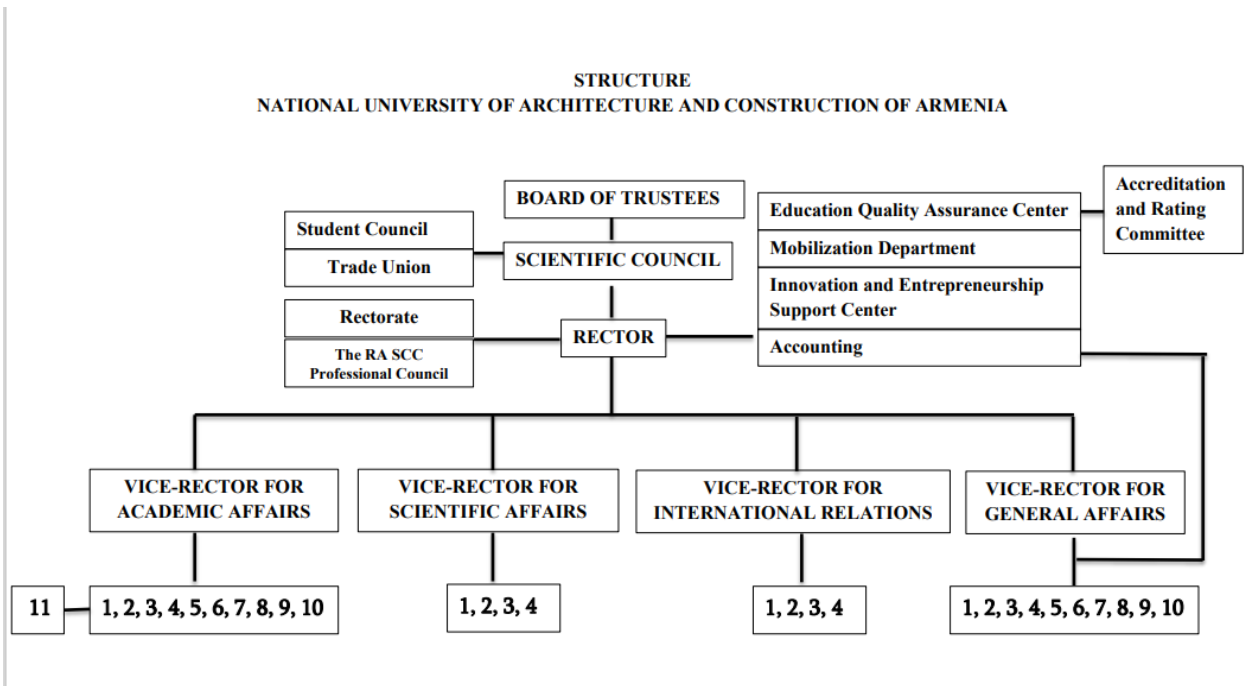 STRUCTURE
NATIONAL UNIVERSITY OF ARCHITECTURE AND CONSTRUCTION OF ARMENIA
BOARD OF TRUSTEES
Student Council
Trade Union
SCIENTIFIC COUNCIL
Education Quality Assurance Center
Mobilization Department
Innovation and Entrepreneurship
Support Center
Accounting
Accreditation
and Rating
Committee
Rectorate
The RA SCC
Professional Council
RECTOR
VICE-RECTOR FOR
ACADEMIC AFFAIRS
VICE-RECTOR FOR
SCIENTIFIC AFFAIRS
VICE-RECTOR FOR
INTERNATIONAL RELATIONS
VICE-RECTOR FOR
GENERAL AFFAIRS
11
1, 2, 3, 4, 5, 6, 7, 8, 9, 10
1, 2, 3, 4
1, 2, 3, 4
1, 2, 3, 4, 5, 6, 7, 8, 9, 10